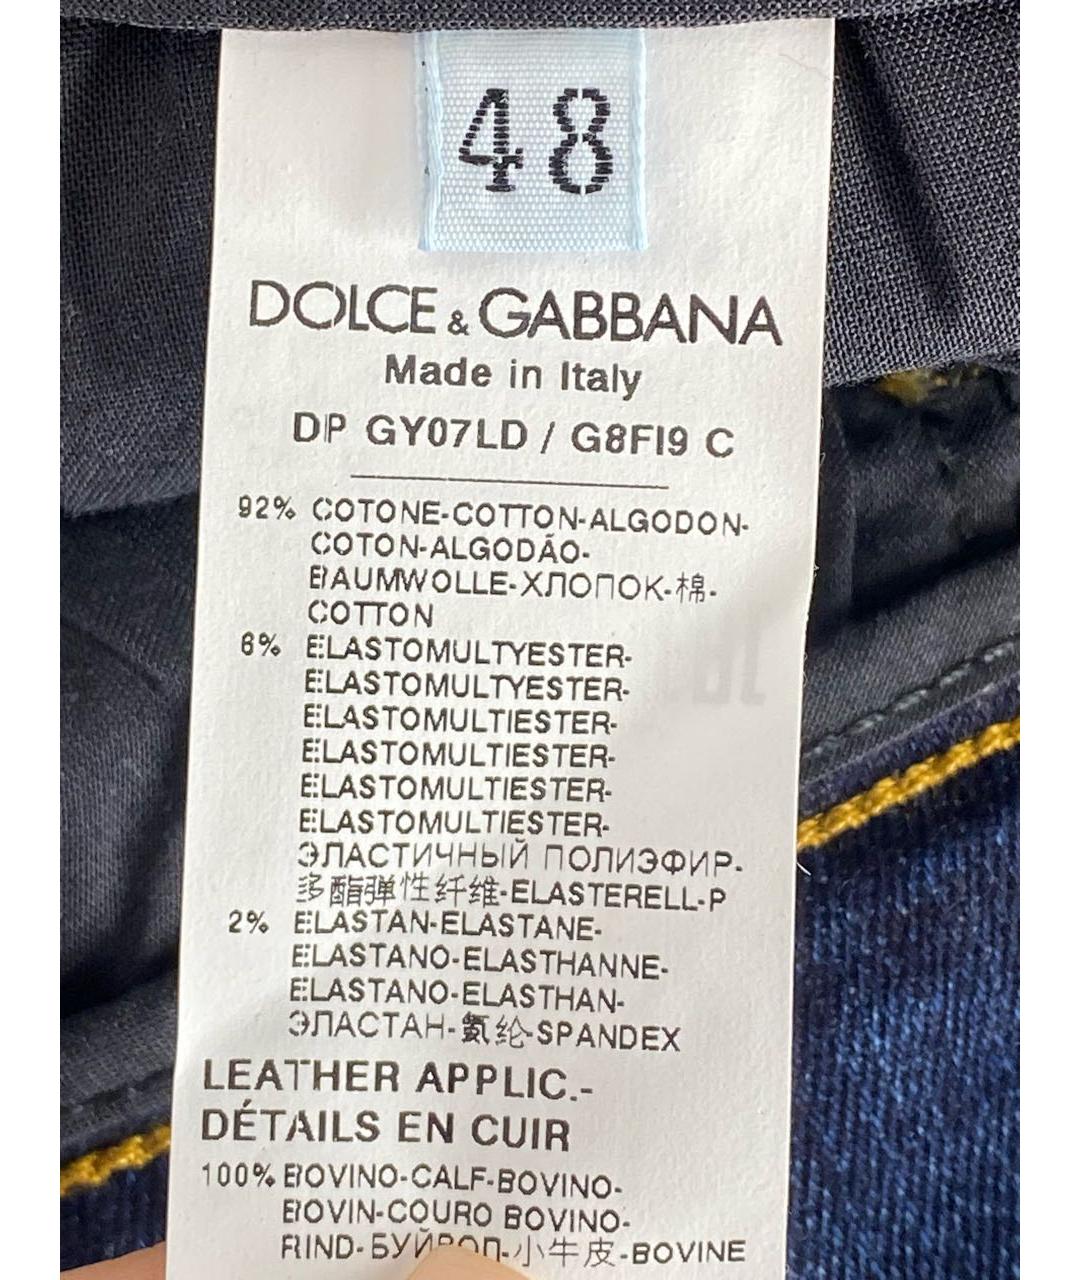 48
DOLCE & GABBANA
Made in Italy
DP GY07LD / G8FI9 C
92% COTONE-COTTON-ALGODON-
COTON-ALGODÃO-
BAUMWOLLE-ХЛОПОК-棉-
COTTON
6% ELASTOMULTYESTER-
ELASTOMULTYESTER-
ELASTOMULTIESTER-
ELASTOMULTIESTER-
ELASTOMULTIESTER-
ELASTOMULTIESTER-
ЭЛАСТИЧНЫЙ ПОЛИЭФИР-
多酯弹性纤维-ELASTERELL-P
2% ELASTAN-ELASTANE-
ELASTANO-ELASTHANNE-
ELASTANO-ELASTHAN-
ЭЛАСТАН-氨纶-SPANDEX
LEATHER APPLIC.-
DÉTAILS EN CUIR
100% BOVINO-CALF-BOVINO-
BOVIN-COURO BOVINO-
RIND-БУЙВОЛ-小牛皮-BOVINE